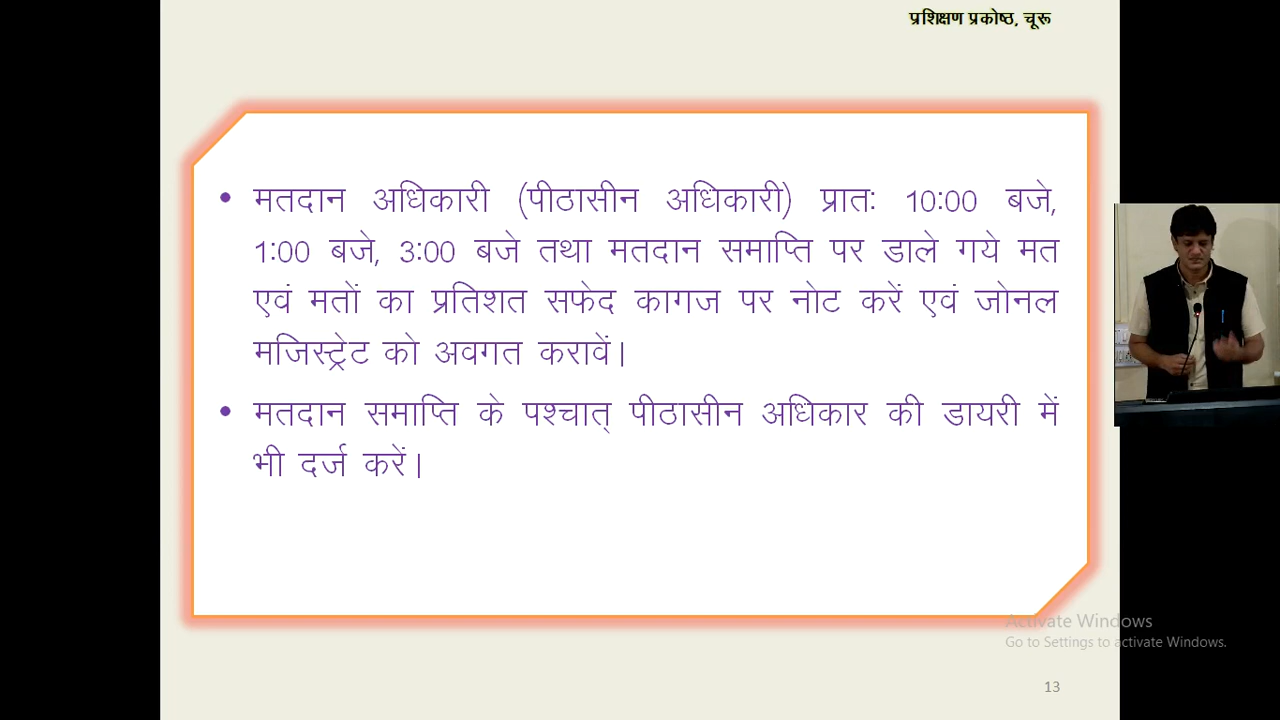 प्रशिक्षण प्रकोष्ठ, चूरू
• मतदान अधिकारी (पीठासीन अधिकारी) प्रातः 10:00 बजे,
1:00 बजे, 3:00 बजे तथा मतदान समाप्ति पर डाले गये मत
एवं मतों का प्रतिशत सफेद कागज पर नोट करें एवं जोनल
मजिस्ट्रेट को अवगत करावें।
• मतदान समाप्ति के पश्चात् पीठासीन अधिकार की डायरी में
भी दर्ज करें।
Activate Windows
Go to Settings to activate Windows.
13